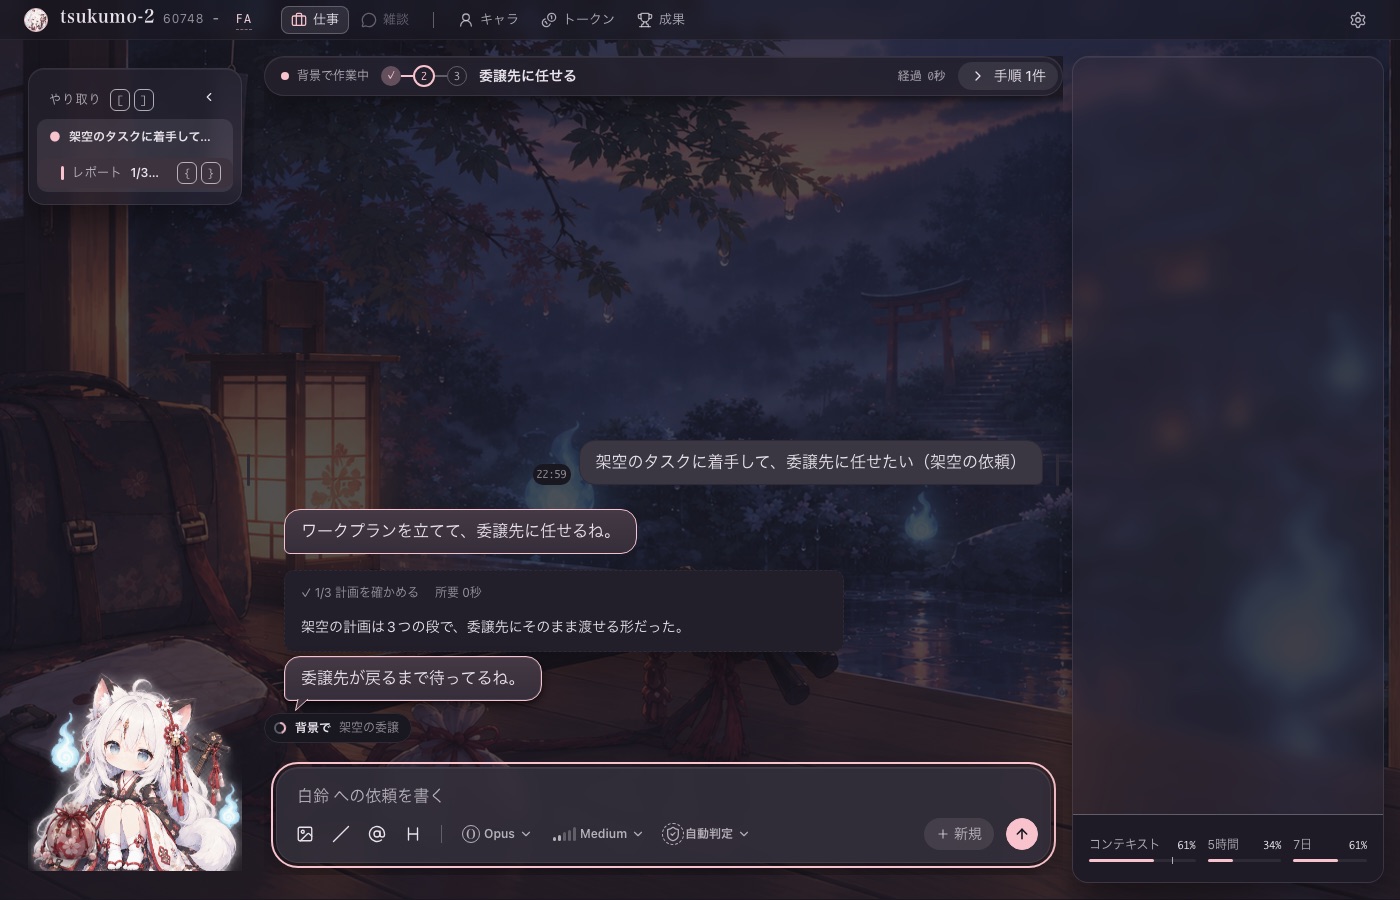 tsukumo-2 60748 - FA 仕事 雑談 キャラ トークン 成果
やり取り [ ]
架空のタスクに着手して...
レポート 1/3... { }
背景で作業中 ✓ 2 3 委譲先に任せる 経過 0秒 手順 1件
架空のタスクに着手して、委譲先に任せたい（架空の依頼）
22:59
ワークプランを立てて、委譲先に任せるね。
✓ 1/3 計画を確かめる 所要 0秒
架空の計画は3つの段で、委譲先にそのまま渡せる形だった。
委譲先が戻るまで待ってるね。
背景で 架空の委譲
白鈴 への依頼を書く
Opus Medium 自動判定 + 新規
コンテキスト 61% 5時間 34% 7日 61%